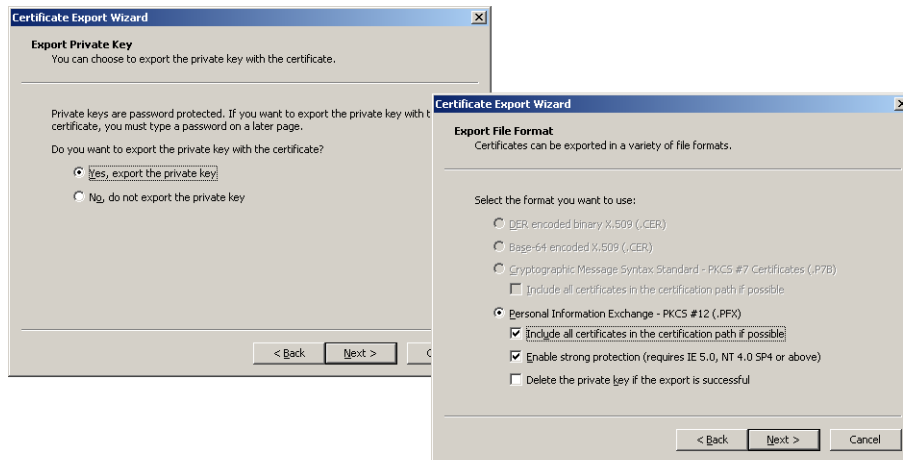 Certificate Export Wizard
Export Private Key
You can choose to export the private key with the certificate.
Private keys are password protected. If you want to export the private key with
certificate, you must type a password on a later page.
Do you want to export the private key with the certificate?
Yes, export the private key
No, do not export the private key
< Back
Next >
Certificate Export Wizard
Export File Format
Certificates can be exported in a variety of file formats.
Select the format you want to use:
DER encoded binary X.509 (.CER)
Base-64 encoded X.509 (.CER)
Cryptographic Message Syntax Standard - PKCS #7 Certificates (.P7B)
Include all certificates in the certification path if possible
Personal Information Exchange - PKCS #12 (.PFX)
Include all certificates in the certification path if possible
Enable strong protection (requires IE 5.0, NT 4.0 SP4 or above)
Delete the private key if the export is successful
< Back
Next >
Cancel